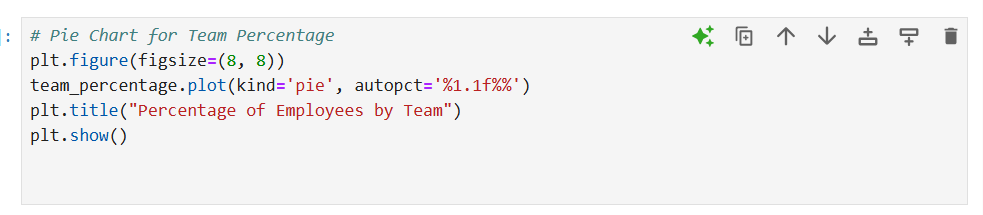 ]:
# Pie Chart for Team Percentage
plt.figure(figsize=(8, 8))
team_percentage.plot(kind='pie', autopct='%1.1f%%')
plt.title("Percentage of Employees by Team")
plt.show()